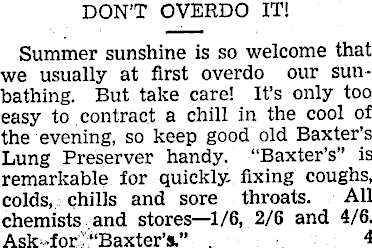 DON'T OVERDO IT!
Summer sunshine is so welcome that
we usually at first overdo our sun-
bathing. But take care! It's only too
easy to contract a chill in the cool of
the evening, so keep good old Baxter's
Lung Preserver handy. "Baxter's" is
remarkable for quickly fixing coughs,
colds, chills and sore throats. All
chemists and stores—1/6, 2/6 and 4/6.
Ask for "Baxter's." 4